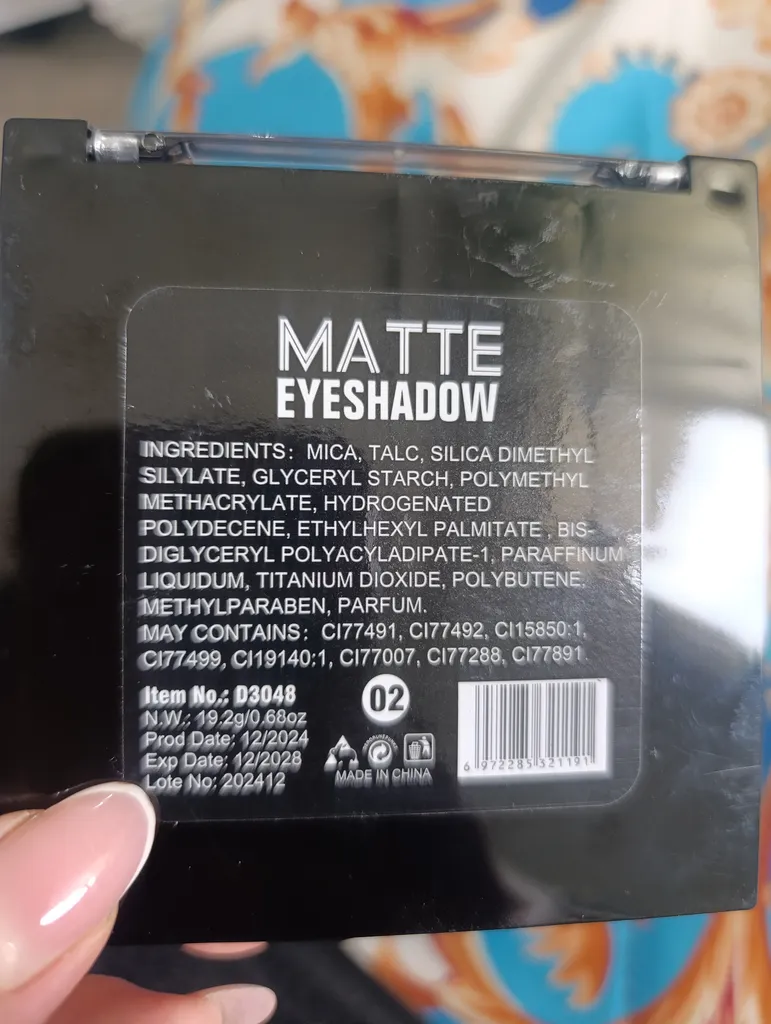 MATTE
EYESHADOW
INGREDIENTS: MICA, TALC, SILICA DIMETHYL
SILYLATE, GLYCERYL STARCH, POLYMETHYL
METHACRYLATE, HYDROGENATED
POLYDECENE, ETHYLHEXYL PALMITATE , BIS-
DIGLYCERYL POLYACYLADIPATE-1, PARAFFINUM
LIQUIDUM, TITANIUM DIOXIDE, POLYBUTENE,
METHYLPARABEN, PARFUM.
MAY CONTAINS: CI77491, CI77492, CI15850:1,
CI77499, CI19140:1, CI77007, CI77288, CI77891.
Item No.: D3048
N.W.: 19.2g/0.68oz
Prod Date: 12/2024
Exp Date: 12/2028
Lote No: 202412
02
MADE IN CHINA
6 972285 321191